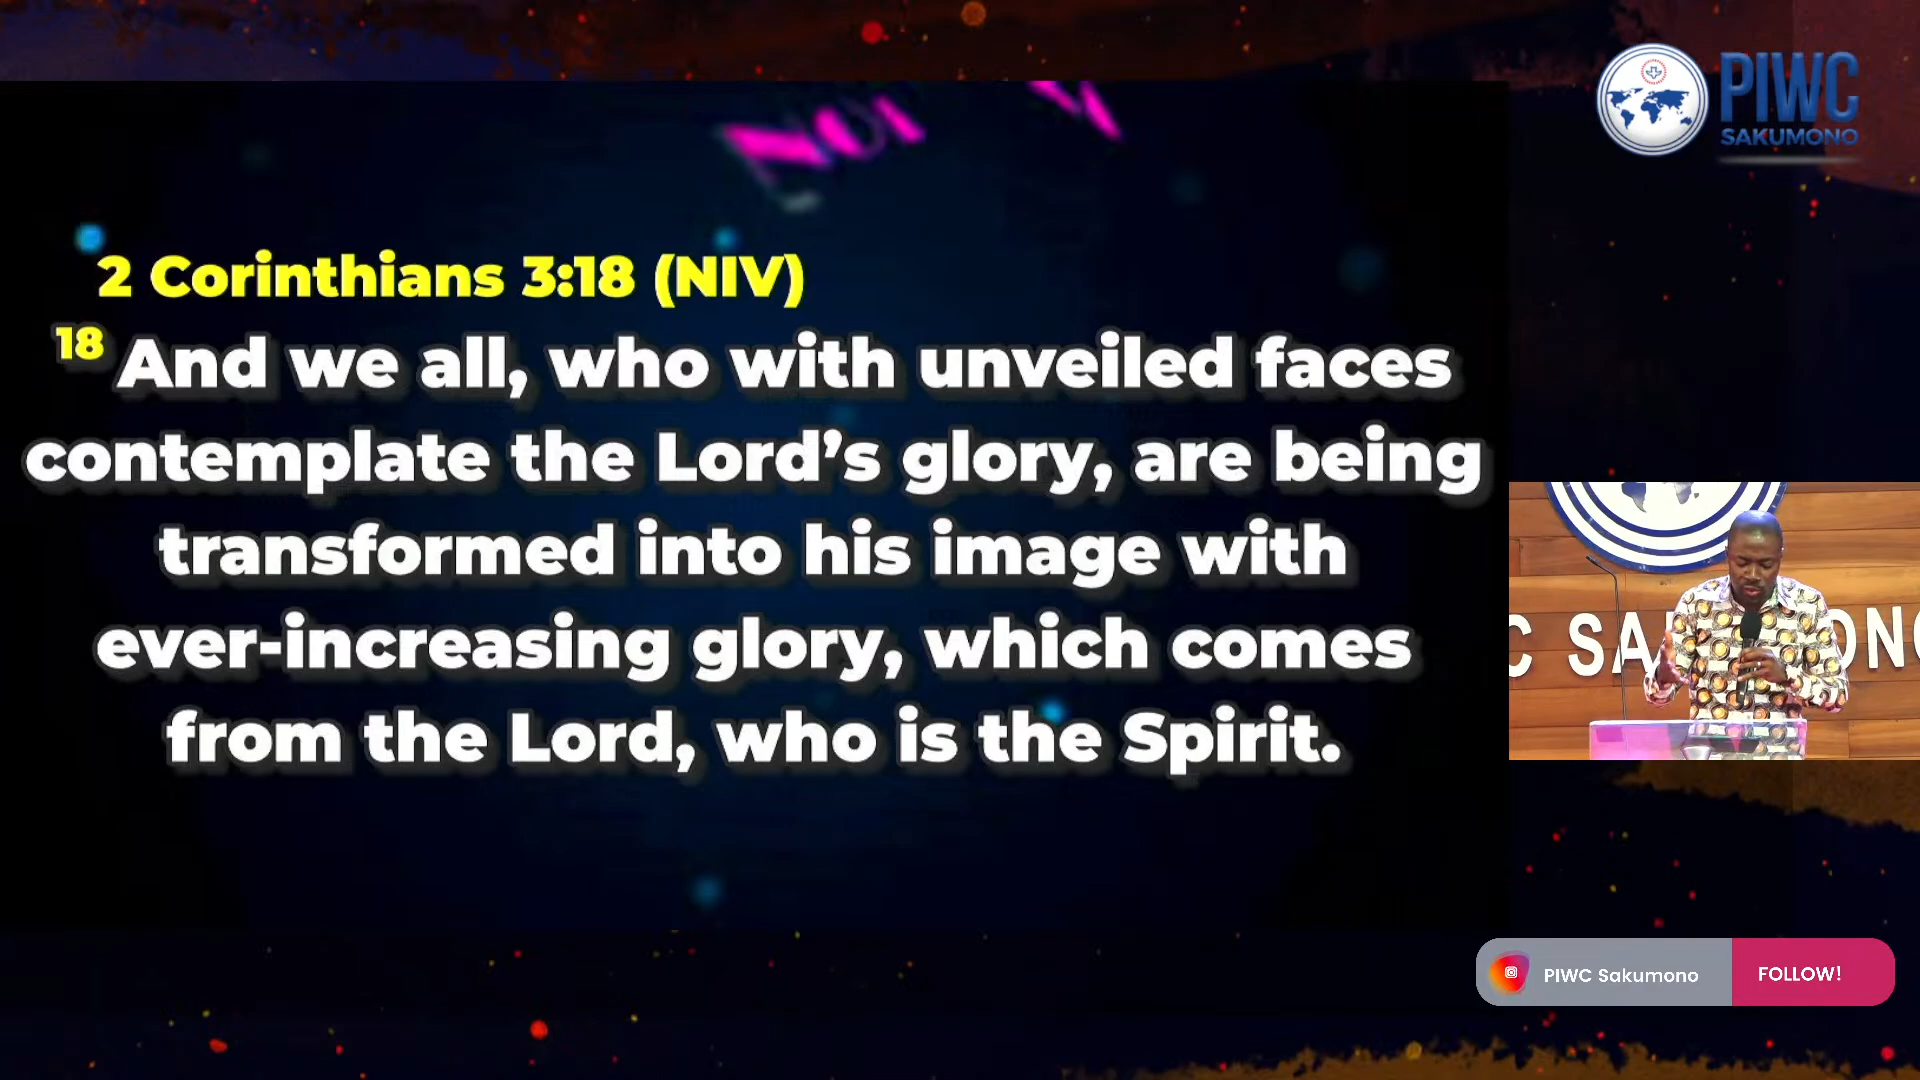 PIWC
SAKUMONO
2 Corinthians 3:18 (NIV)
18 And we all, who with unveiled faces
contemplate the Lord’s glory, are being
transformed into his image with
ever-increasing glory, which comes
from the Lord, who is the Spirit.
C SA ONO
PIWC Sakumono
FOLLOW!